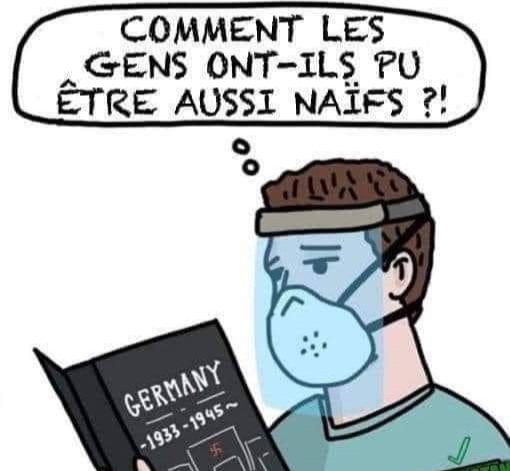 COMMENT LES
GENS ONT-ILS PU
ÊTRE AUSSI NAÏFS ?!
GERMANY
-1933-1945~